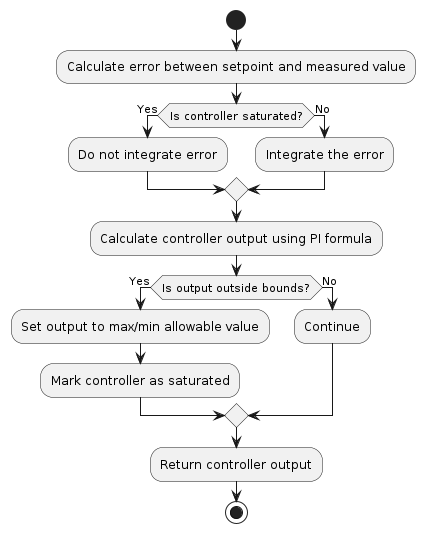 Calculate error between setpoint and measured value
Yes
Is controller saturated?
No
Do not integrate error
Integrate the error
Calculate controller output using PI formula
Yes
Is output outside bounds?
No
Set output to max/min allowable value
Continue
Mark controller as saturated
Return controller output